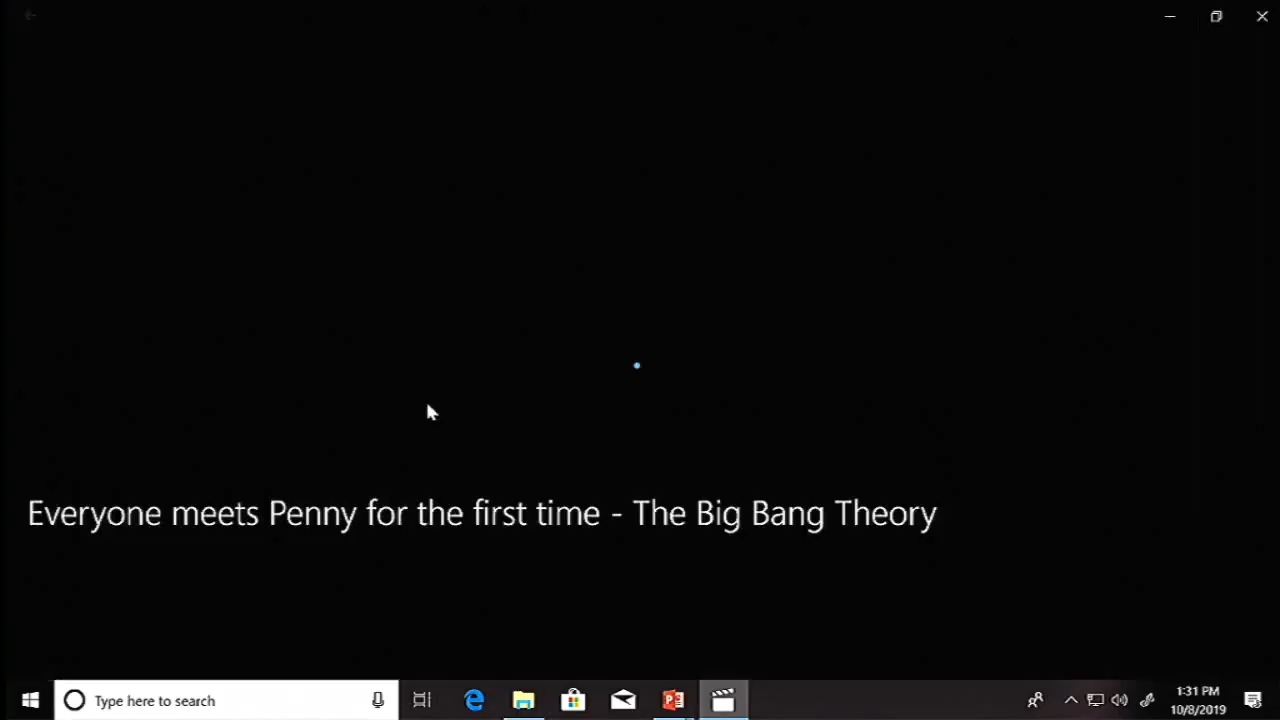 Everyone meets Penny for the first time - The Big Bang Theory
Type here to search
1:31 PM
10/8/2019